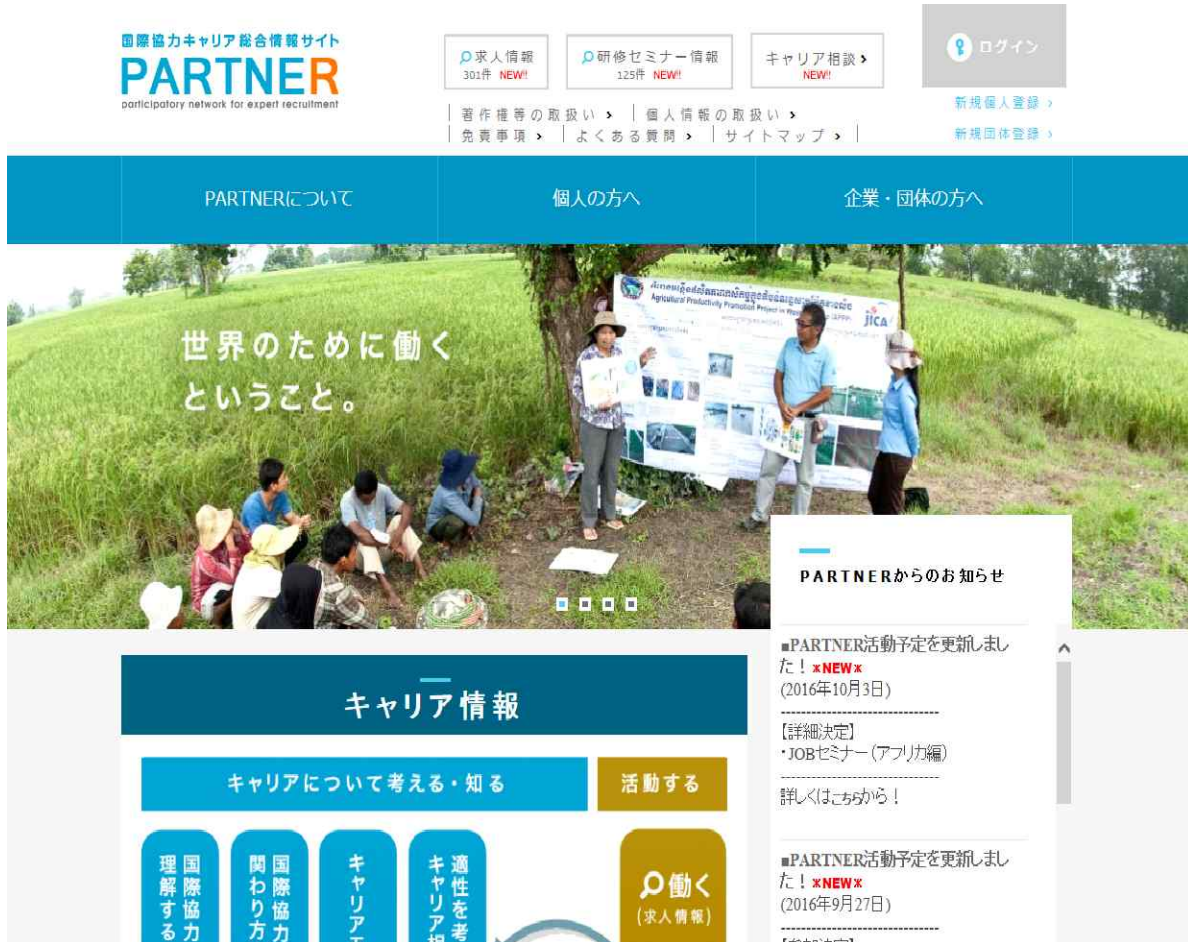 国際協力キャリア総合情報サイト
PARTNER
participatory network for expert recruitment
求人情報
301件 NEW!!
研修セミナー情報
125件 NEW!!
キャリア相談 >
NEW!!
ログイン
新規個人登録 >
新規団体登録 >
著作権等の取扱い > | 個人情報の取扱い >
免責事項 > | よくある質問 > | サイトマップ > |
PARTNERについて
個人の方へ
企業・団体の方へ
世界のために働く
ということ。
Agricultural Productivity Promotion Project in
JICA
PARTNERからのお知らせ
■PARTNER活動予定を更新しまし
た!*NEW*
(2016年10月3日)
-------------------------------
【詳細決定】
・JOBセミナー(アフリカ編)
-------------------------------
詳しくはこちらから!
■PARTNER活動予定を更新しまし
た!*NEW*
(2016年9月27日)
-------------------------------
キャリア情報
キャリアについて考える・知る
活動する
国際協力
理解する
国際協力
関わり方
キャリア
適性を考
キャリア相
働く
(求人情報)